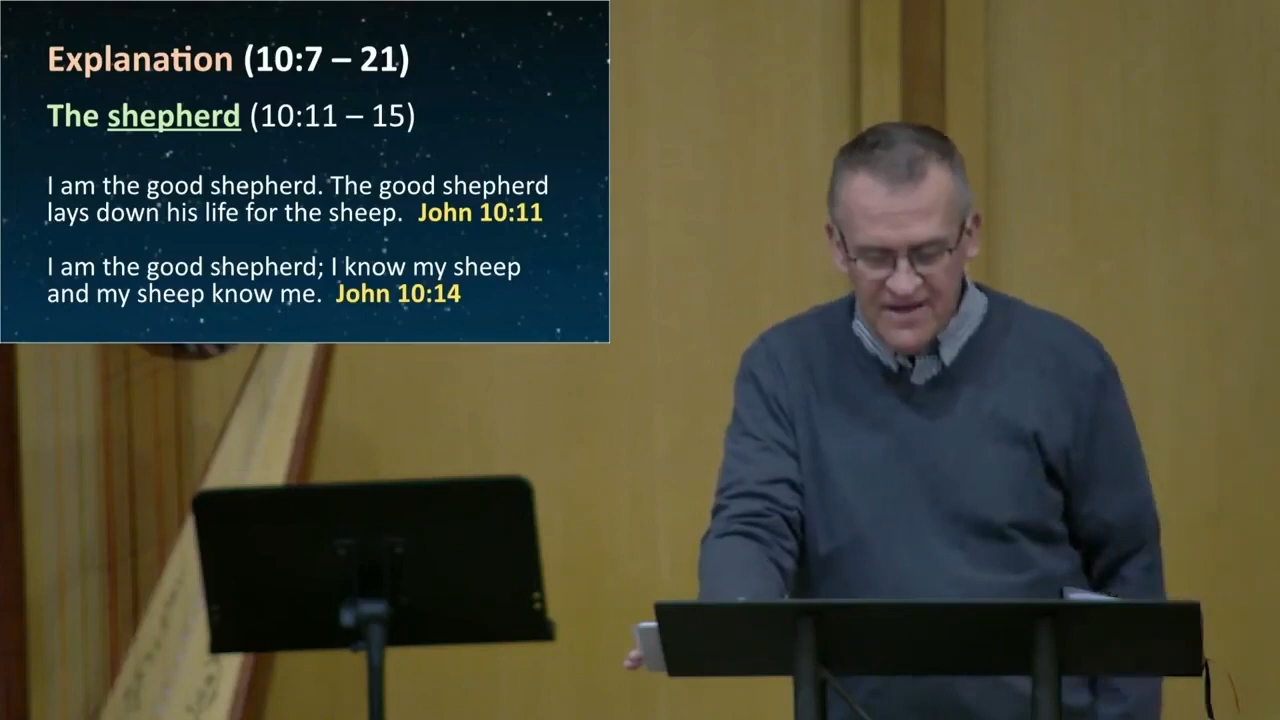 Explanation (10:7 – 21)
The shepherd (10:11 – 15)
I am the good shepherd. The good shepherd
lays down his life for the sheep. John 10:11
I am the good shepherd; I know my sheep
and my sheep know me. John 10:14